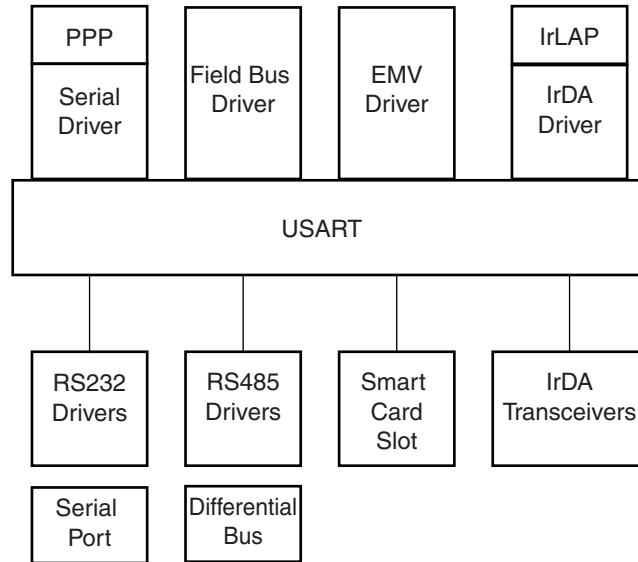 PPP
Serial
Driver
Field Bus
Driver
EMV
Driver
IrLAP
IrDA
Driver
USART
RS232
Drivers
RS485
Drivers
Smart
Card
Slot
IrDA
Transceivers
Serial
Port
Differential
Bus